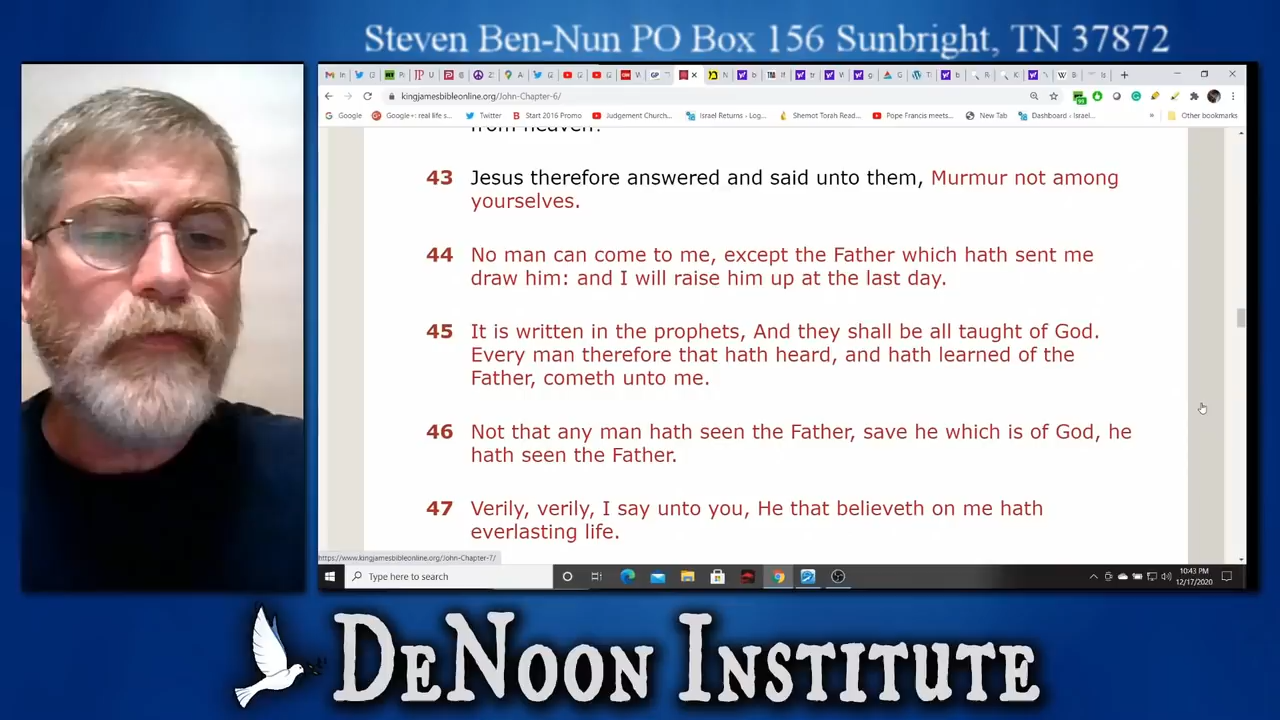 Steven Ben-Nun PO Box 156 Sunbright, TN 37872
kingjamesbibleonline.org/John-Chapter-6/
Google
Google+: real life s...
Twitter
Start 2016 Promo
Judgement Church...
Israel Returns - Log...
Shemot Torah Read...
Pope Francis meets...
New Tab
Dashboard ‹ Israel...
Other bookmarks
from heaven?
43 Jesus therefore answered and said unto them, Murmur not among
yourselves.
44 No man can come to me, except the Father which hath sent me
draw him: and I will raise him up at the last day.
45 It is written in the prophets, And they shall be all taught of God.
Every man therefore that hath heard, and hath learned of the
Father, cometh unto me.
46 Not that any man hath seen the Father, save he which is of God, he
hath seen the Father.
47 Verily, verily, I say unto you, He that believeth on me hath
everlasting life.
https://www.kingjamesbibleonline.org/John-Chapter-7/
Type here to search
10:43 PM
12/17/2020
DeNoon Institute